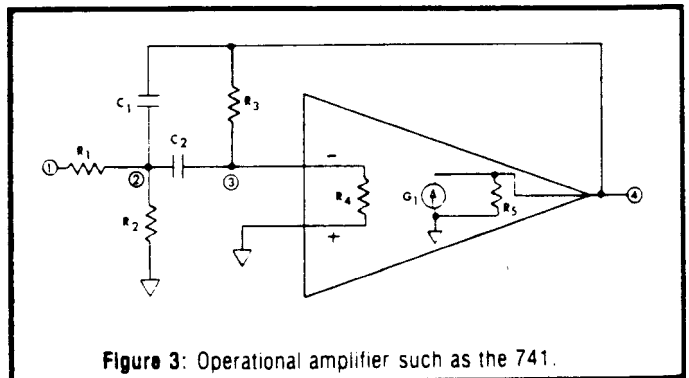 C1
R3
R1
C2
①
②
③
−
R4
G1
R5
④
R2
+
Figure 3: Operational amplifier such as the 741.